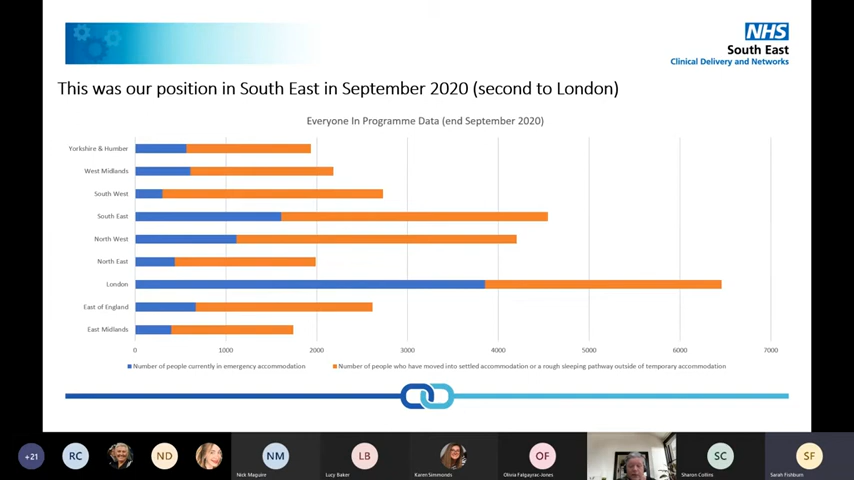 NHS
South East
Clinical Delivery and Networks
This was our position in South East in September 2020 (second to London)
Everyone In Programme Data (end September 2020)
Yorkshire & Humber
West Midlands
South West
South East
North West
North East
London
East of England
East Midlands
0 1000 2000 3000 4000 5000 6000 7000
Number of people currently in emergency accommodation
Number of people who have moved into settled accommodation or a rough sleeping pathway outside of temporary accommodation
+21 RC ND NM LB OF SC SF
Nick Maguire Lucy Baker Karen Simmonds Olivia Fatpayrac-Jones Sharon Collins Sarah Fishburn